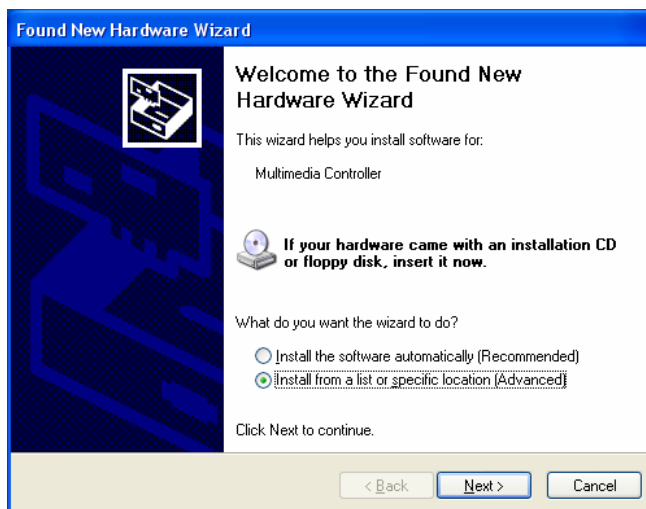 Found New Hardware Wizard
Welcome to the Found New
Hardware Wizard
This wizard helps you install software for:
Multimedia Controller
If your hardware came with an installation CD
or floppy disk, insert it now.
What do you want the wizard to do?
Install the software automatically (Recommended)
Install from a list or specific location (Advanced)
Click Next to continue.
< Back Next > Cancel